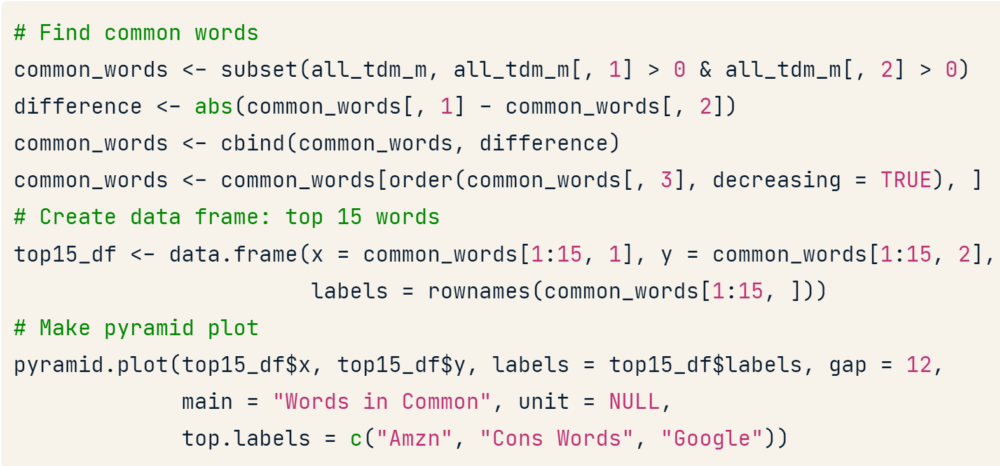 # Find common words
common_words <- subset(all_tdm_m, all_tdm_m[, 1] > 0 & all_tdm_m[, 2] > 0)
difference <- abs(common_words[, 1] - common_words[, 2])
common_words <- cbind(common_words, difference)
common_words <- common_words[order(common_words[, 3], decreasing = TRUE), ]
# Create data frame: top 15 words
top15_df <- data.frame(x = common_words[1:15, 1], y = common_words[1:15, 2],
                       labels = rownames(common_words[1:15, ]))
# Make pyramid plot
pyramid.plot(top15_df$x, top15_df$y, labels = top15_df$labels, gap = 12,
             main = "Words in Common", unit = NULL,
             top.labels = c("Amzn", "Cons Words", "Google"))